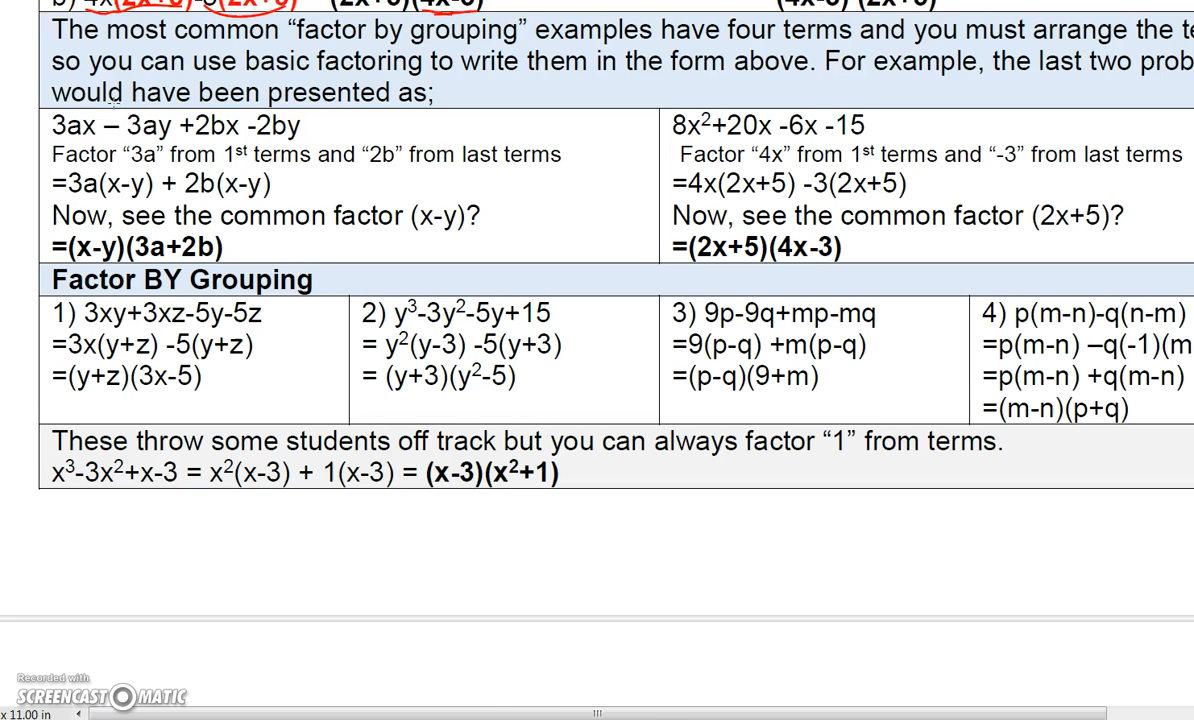 The most common “factor by grouping” examples have four terms and you must arrange the
so you can use basic factoring to write them in the form above. For example, the last two
would have been presented as;
3ax – 3ay +2bx -2by
Factor “3a” from 1st terms and “2b” from last terms
=3a(x-y) + 2b(x-y)
Now, see the common factor (x-y)?
=(x-y)(3a+2b)
8x²+20x -6x -15
Factor “4x” from 1st terms and “-3” from last terms
=4x(2x+5) -3(2x+5)
Now, see the common factor (2x+5)?
=(2x+5)(4x-3)
Factor BY Grouping
1) 3xy+3xz-5y-5z
=3x(y+z) -5(y+z)
=(y+z)(3x-5)
2) y³-3y²-5y+15
= y²(y-3) -5(y+3)
= (y+3)(y²-5)
3) 9p-9q+mp-mq
=9(p-q) +m(p-q)
=(p-q)(9+m)
4) p(m-n)-q(n-m)
=p(m-n) –q(-1)(m
=p(m-n) +q(m-n)
=(m-n)(p+q)
These throw some students off track but you can always factor “1” from terms.
x³-3x²+x-3 = x²(x-3) + 1(x-3) = (x-3)(x²+1)
Recorded with
SCREENCAST O MATIC
x 11.00 in